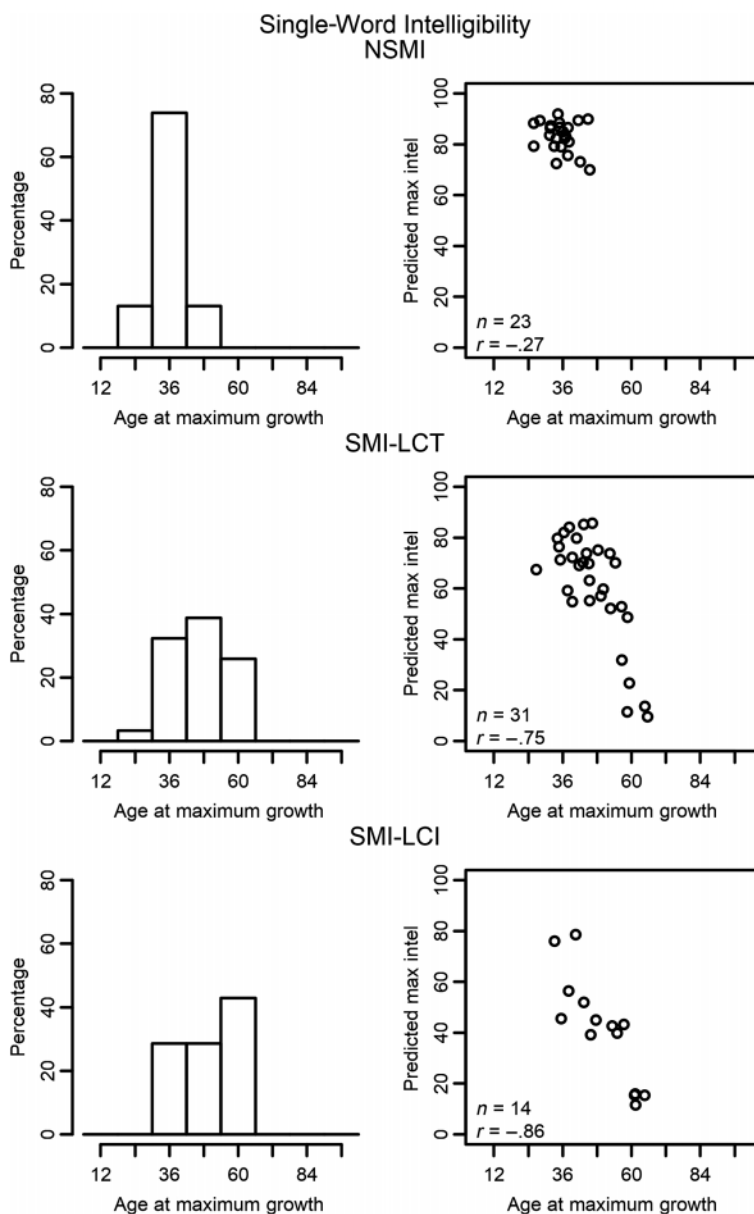 Single-Word Intelligibility
NSMI
Percentage
0 20 40 60 80
12 36 60 84
Age at maximum growth
Predicted max intel
0 20 40 60 80 100
n = 23
r = –.27
12 36 60 84
Age at maximum growth
SMI-LCT
Percentage
0 20 40 60 80
12 36 60 84
Age at maximum growth
Predicted max intel
0 20 40 60 80 100
n = 31
r = –.75
12 36 60 84
Age at maximum growth
SMI-LCI
Percentage
0 20 40 60 80
12 36 60 84
Age at maximum growth
Predicted max intel
0 20 40 60 80 100
n = 14
r = –.86
12 36 60 84
Age at maximum growth